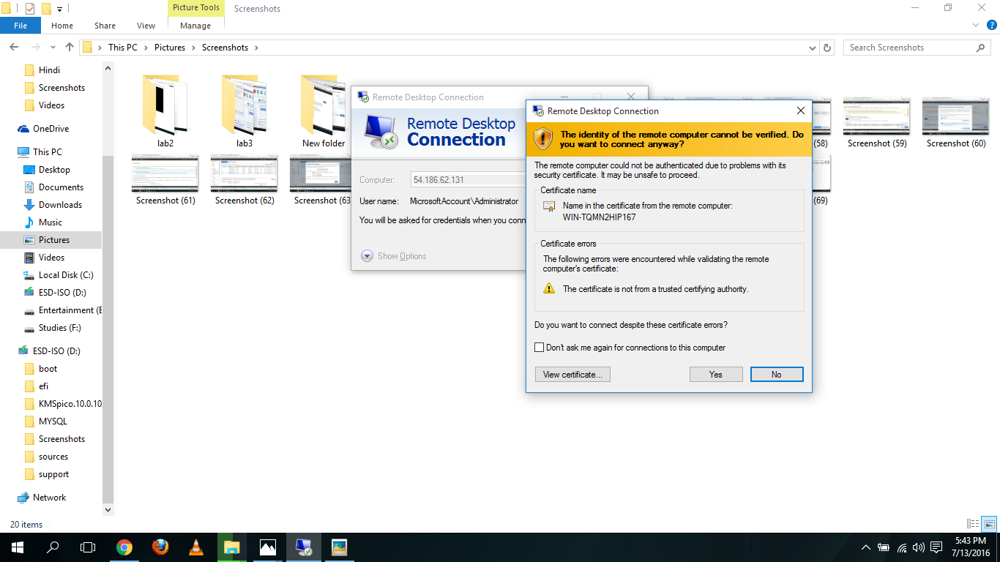 Picture Tools
Screenshots
File
Home
Share
View
Manage
This PC
Pictures
Screenshots
Search Screenshots
Hindi
Screenshots
Videos
OneDrive
This PC
Desktop
Documents
Downloads
Music
Pictures
Videos
Local Disk (C:)
ESD-ISO (D:)
Entertainment (E
Studies (F:)
ESD-ISO (D:)
boot
efi
KMSpico.10.0.10
MYSQL
Screenshots
sources
support
Network
lab2
lab3
New folder
(58)
Screenshot (59)
Screenshot (60)
Screenshot (61)
Screenshot (62)
Screenshot (63
(69)
Remote Desktop Connection
Remote Desktop
Connection
Computer:
54.186.62.131
User name:
MicrosoftAccount\Administrator
You will be asked for credentials when you conn
Show Options
Remote Desktop Connection
The identity of the remote computer cannot be verified. Do
you want to connect anyway?
The remote computer could not be authenticated due to problems with its
security certificate. It may be unsafe to proceed.
Certificate name
Name in the certificate from the remote computer:
WIN-TQMN2HIP167
Certificate errors
The following errors were encountered while validating the remote
computer's certificate:
The certificate is not from a trusted certifying authority.
Do you want to connect despite these certificate errors?
Don't ask me again for connections to this computer
View certificate...
Yes
No
20 items
5:43 PM
7/13/2016